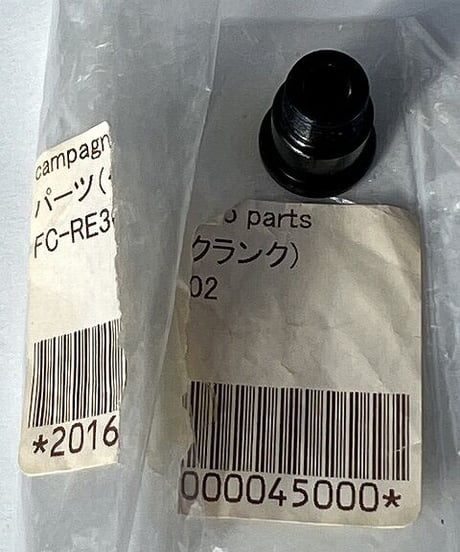 campagn
パーツ(
FC-RE3
*2016
o parts
クランク)
02
000045000*